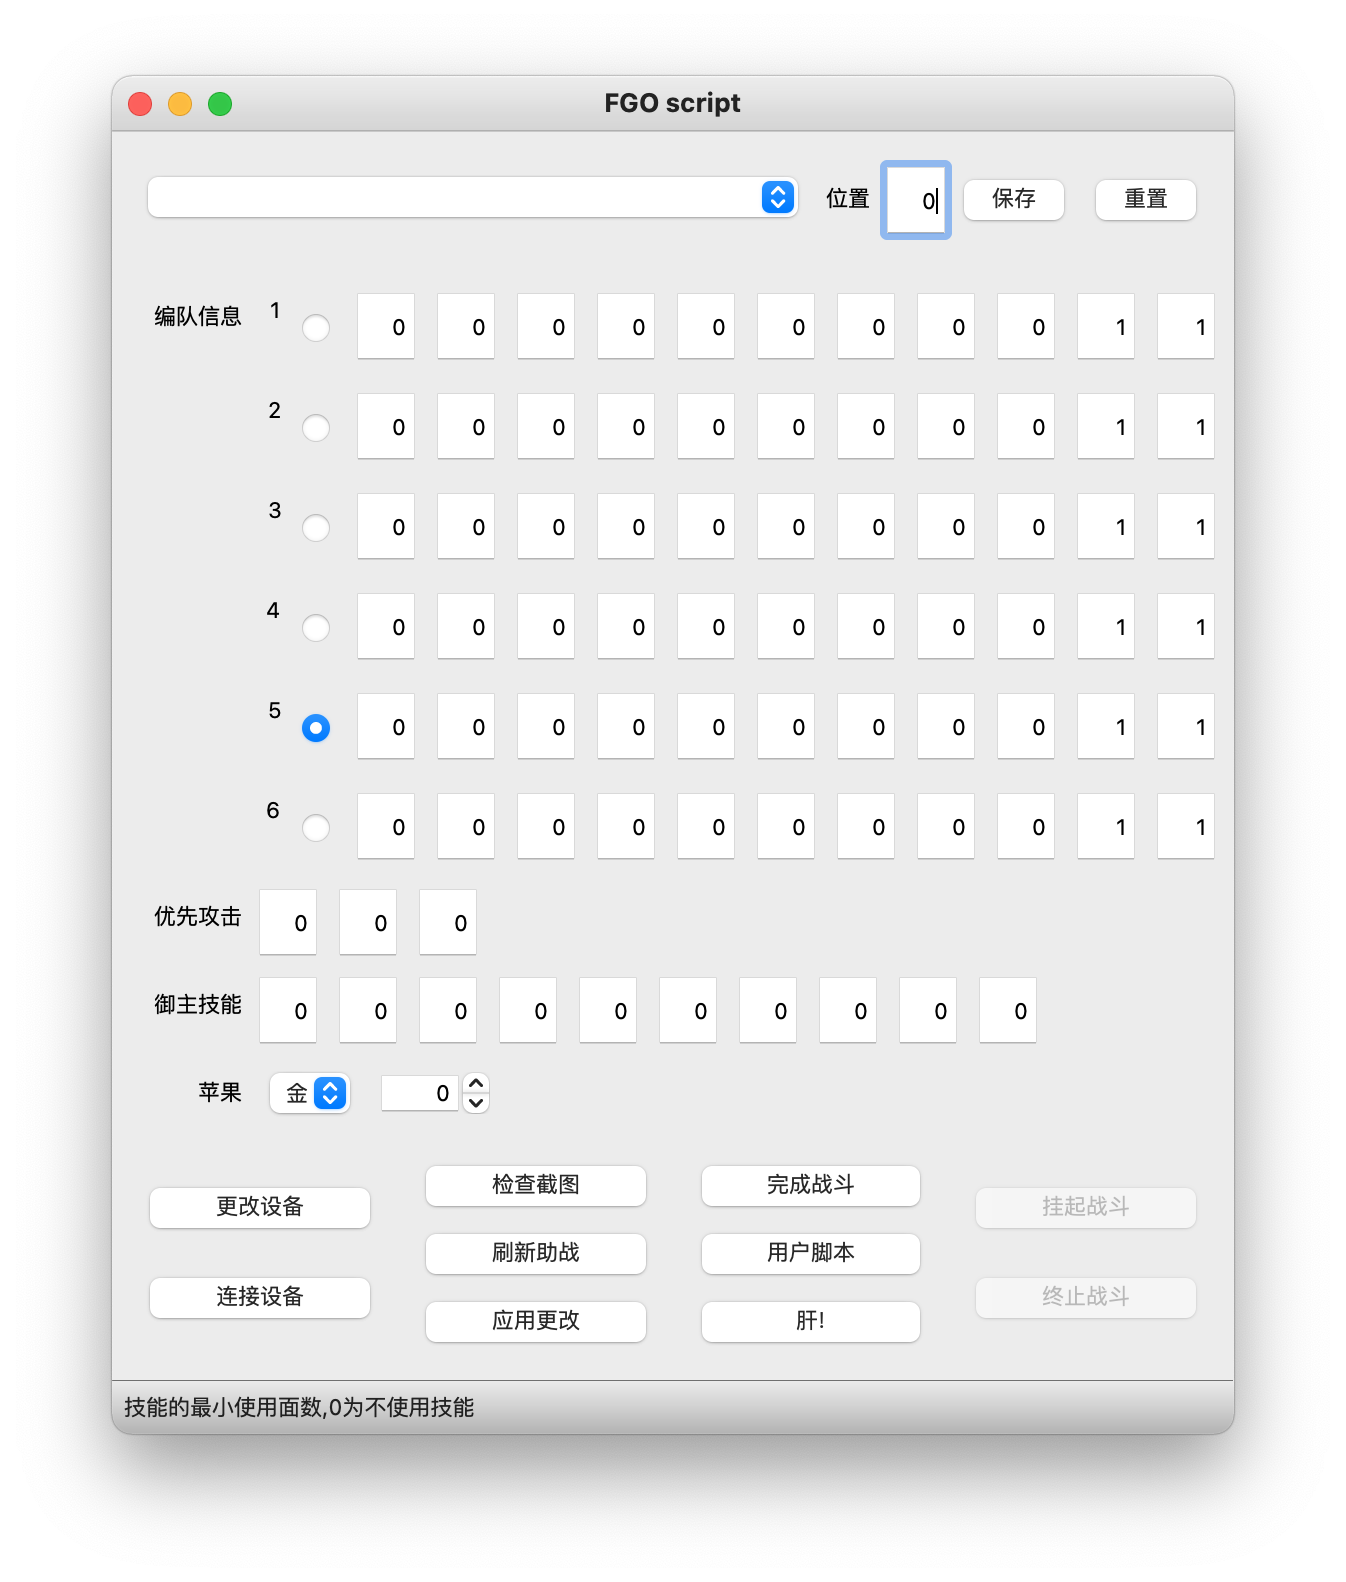 FGO script
位置 0 保存 重置
编队信息 1 0 0 0 0 0 0 0 0 0 1 1
2 0 0 0 0 0 0 0 0 0 1 1
3 0 0 0 0 0 0 0 0 0 1 1
4 0 0 0 0 0 0 0 0 0 1 1
5 0 0 0 0 0 0 0 0 0 1 1
6 0 0 0 0 0 0 0 0 0 1 1
优先攻击 0 0 0
御主技能 0 0 0 0 0 0 0 0 0 0
苹果 金 0
检查截图 完成战斗
更改设备 挂起战斗
刷新助战 用户脚本
连接设备 终止战斗
应用更改 肝!
技能的最小使用面数,0为不使用技能